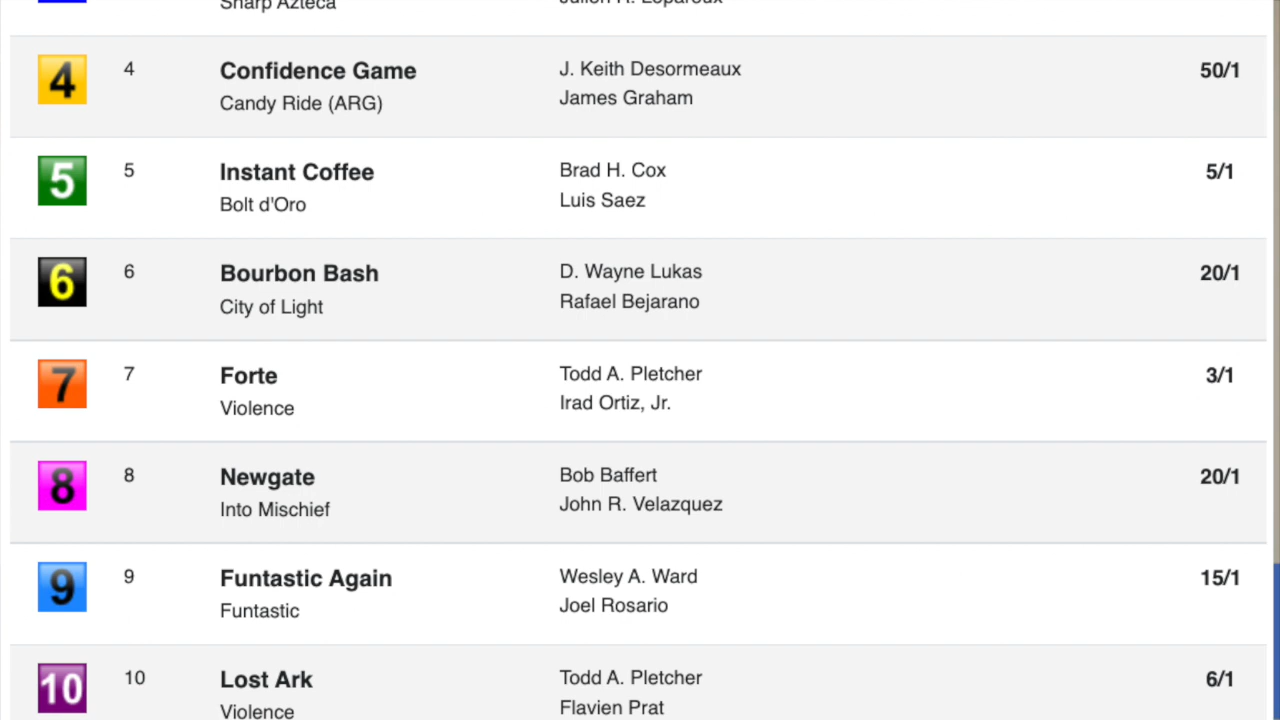 Sharp Azteca
Julien R. Leparoux
4 4 Confidence Game J. Keith Desormeaux 50/1
Candy Ride (ARG) James Graham
5 5 Instant Coffee Brad H. Cox 5/1
Bolt d'Oro Luis Saez
6 6 Bourbon Bash D. Wayne Lukas 20/1
City of Light Rafael Bejarano
7 7 Forte Todd A. Pletcher 3/1
Violence Irad Ortiz, Jr.
8 8 Newgate Bob Baffert 20/1
Into Mischief John R. Velazquez
9 9 Funtastic Again Wesley A. Ward 15/1
Funtastic Joel Rosario
10 10 Lost Ark Todd A. Pletcher 6/1
Violence Flavien Prat